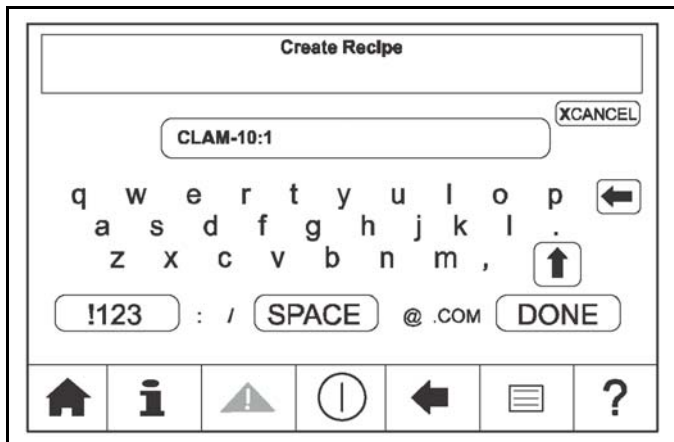 Create Recipe
XCANCEL
CLAM-10:1
q w e r t y u l o p
a s d f g h j k l .
z x c v b n m ,
!123 : / SPACE @ .COM DONE
i ?